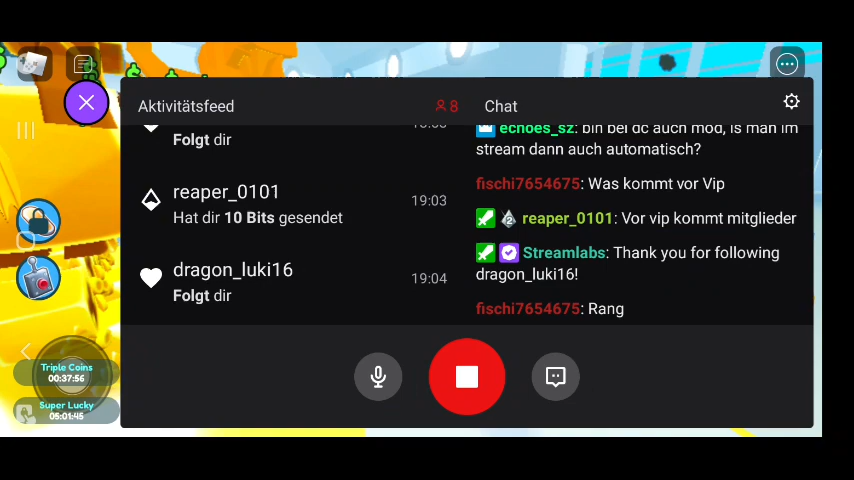 Aktivitätsfeed
8
Chat
Folgt dir
reaper_0101
Hat dir 10 Bits gesendet
19:03
dragon_luki16
Folgt dir
19:04
echoes_sz: bin bei dc auch mod, is man im
stream dann auch automatisch?
fischi7654675: Was kommt vor Vip
2 reaper_0101: Vor vip kommt mitglieder
Streamlabs: Thank you for following
dragon_luki16!
fischi7654675: Rang
Triple Coins
00:37:56
Super Lucky
05:01:45